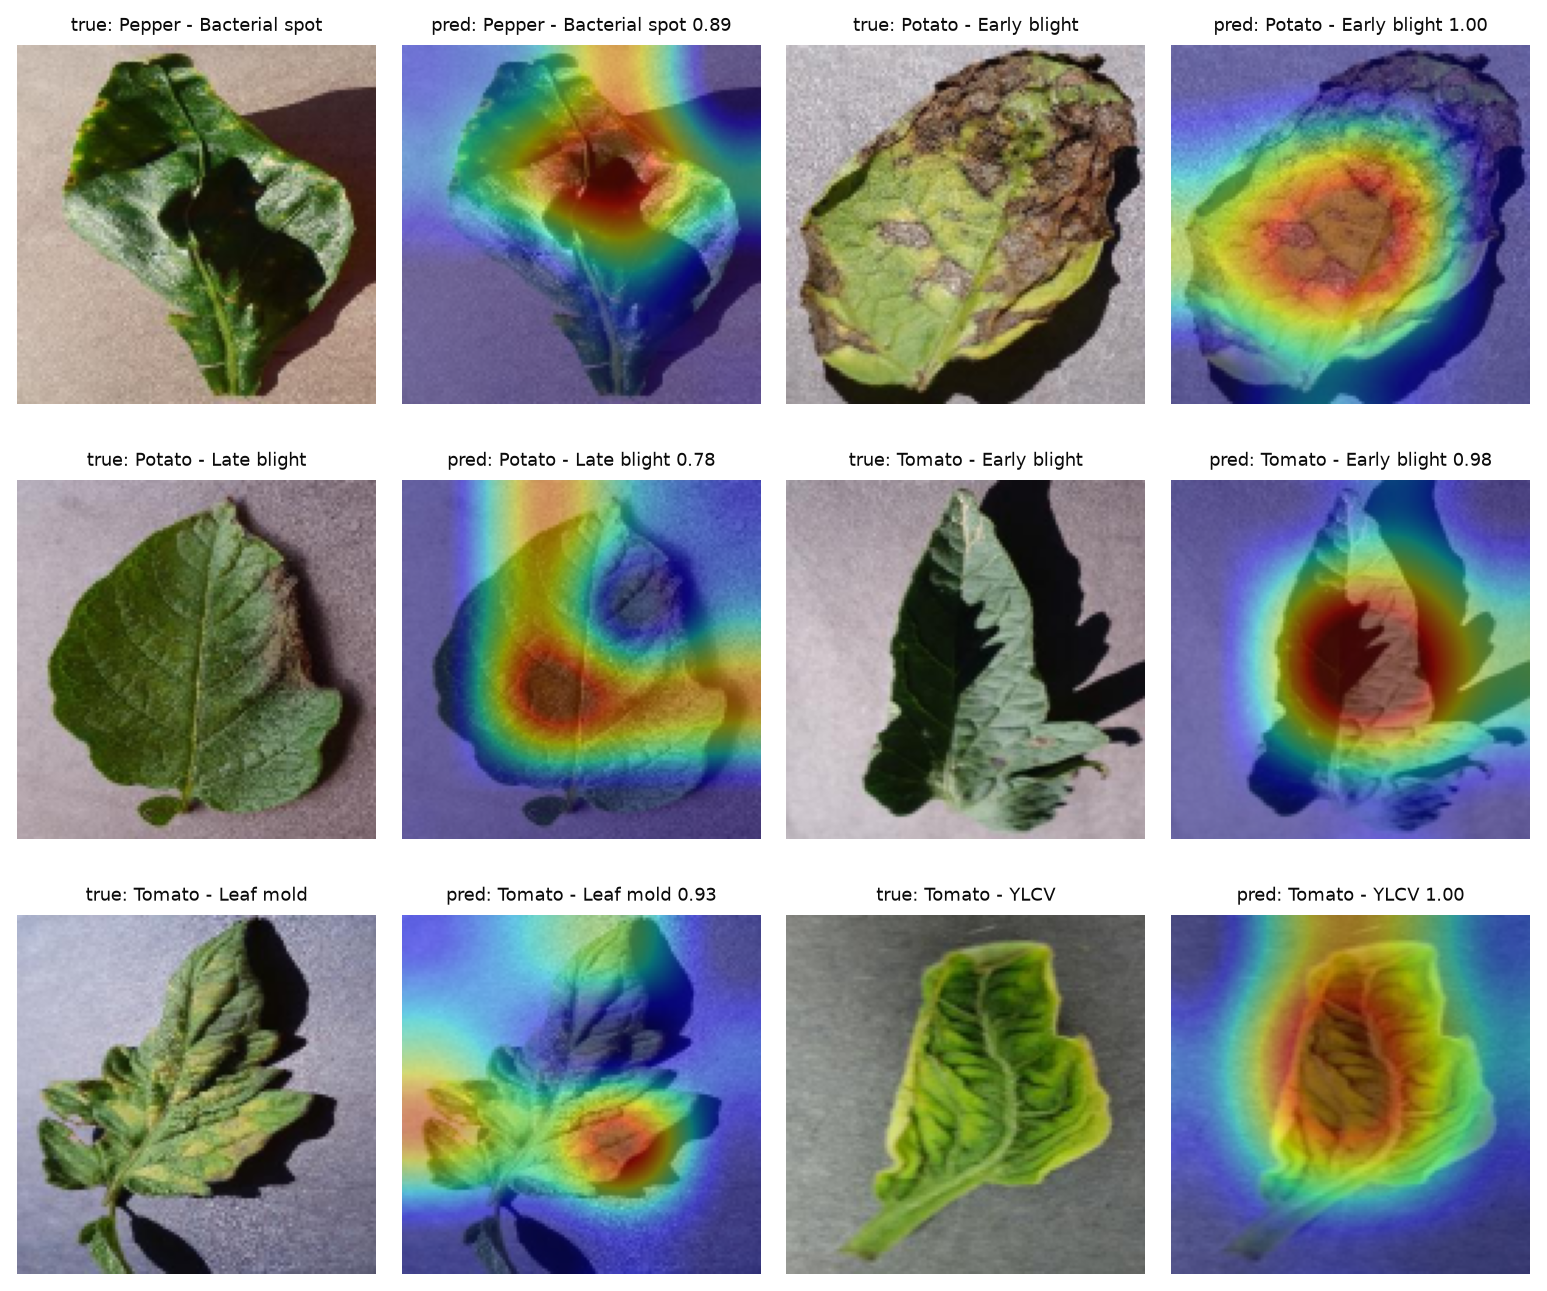 true: Pepper - Bacterial spot
pred: Pepper - Bacterial spot 0.89
true: Potato - Early blight
pred: Potato - Early blight 1.00
true: Potato - Late blight
pred: Potato - Late blight 0.78
true: Tomato - Early blight
pred: Tomato - Early blight 0.98
true: Tomato - Leaf mold
pred: Tomato - Leaf mold 0.93
true: Tomato - YLCV
pred: Tomato - YLCV 1.00